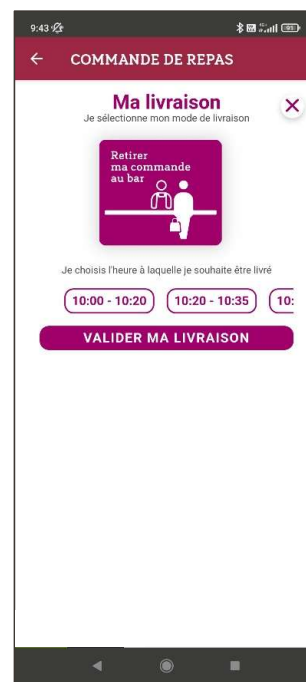 9:43
COMMANDE DE REPAS
Ma livraison
Je sélectionne mon mode de livraison
Retirer
ma commande
au bar
Je choisis l'heure à laquelle je souhaite être livré
10:00 - 10:20
10:20 - 10:35
10:
VALIDER MA LIVRAISON